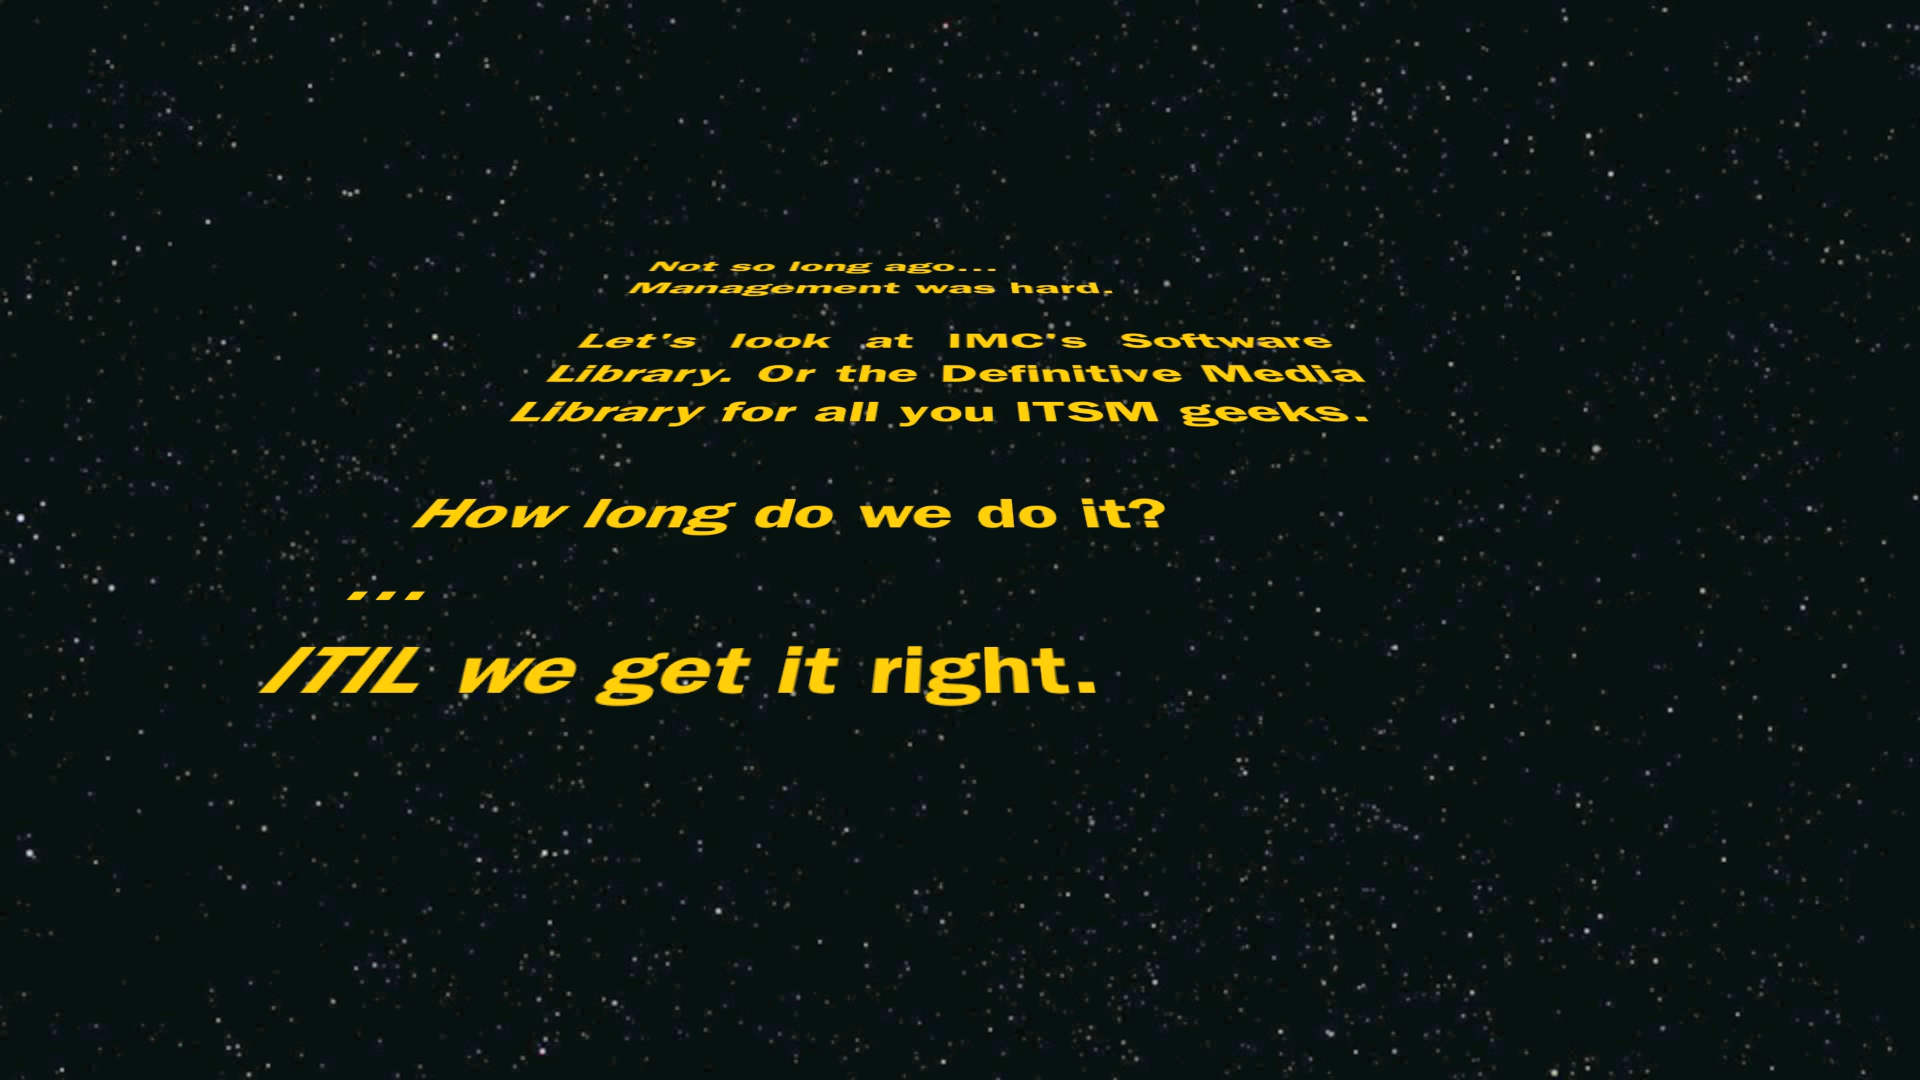 Not so long ago...
Management was hard.
Let's look at IMC's Software
Library. Or the Definitive Media
Library for all you ITSM geeks.
How long do we do it?
...
ITIL we get it right.